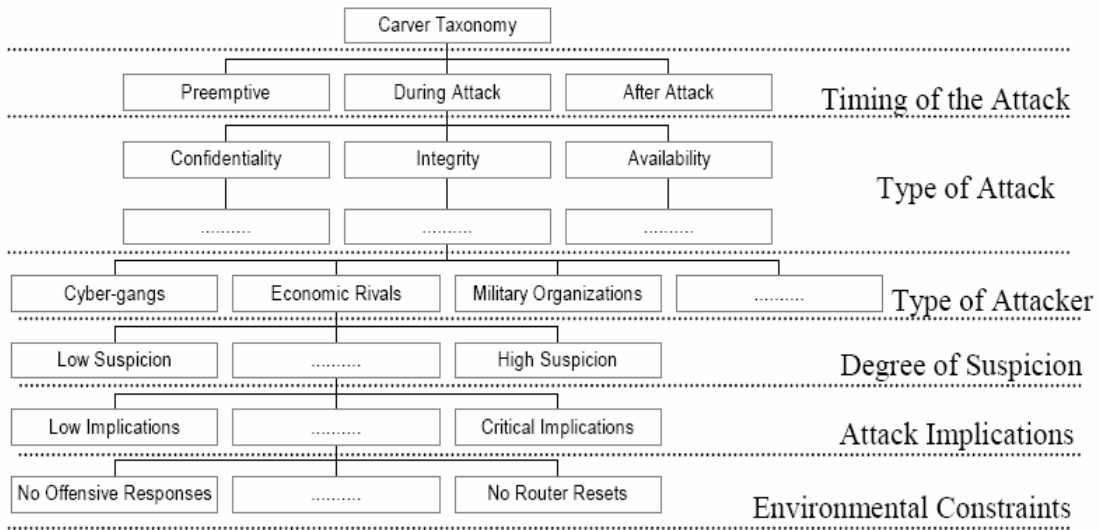 Carver Taxonomy
Preemptive During Attack After Attack Timing of the Attack
Confidentiality Integrity Availability
Type of Attack
.......... .......... ..........
Cyber-gangs Economic Rivals Military Organizations .......... Type of Attacker
Low Suspicion .......... High Suspicion Degree of Suspicion
Low Implications .......... Critical Implications Attack Implications
No Offensive Responses .......... No Router Resets Environmental Constraints